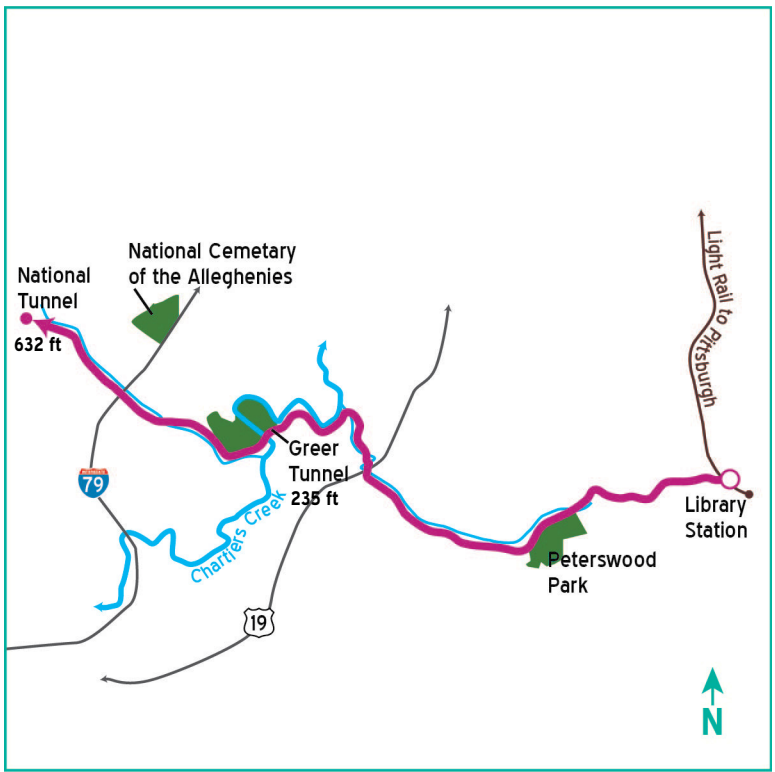 National Cemetary
of the Alleghenies
National
Tunnel
632 ft
Light Rail to Pittsburgh
Greer
Tunnel
235 ft
INTERSTATE
79
Chartiers Creek
Library
Station
Peterswood
Park
19
N